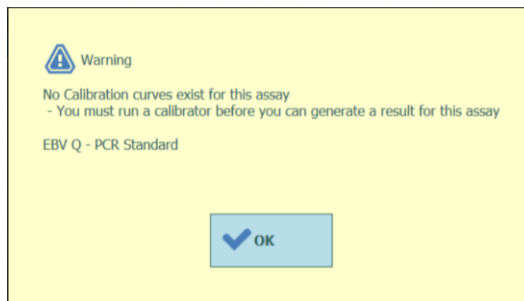 Warning
No Calibration curves exist for this assay
- You must run a calibrator before you can generate a result for this assay
EBV Q - PCR Standard
OK